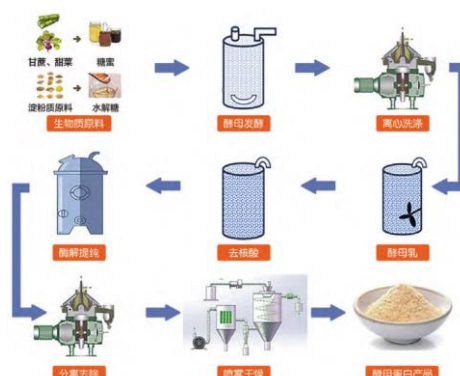 甘蔗、甜菜
糖蜜
淀粉质原料
水解糖
生物质原料
酵母发酵
离心洗涤
酶解提纯
去核酸
酵母乳
分离去除
喷雾干燥
酵母蛋白产品